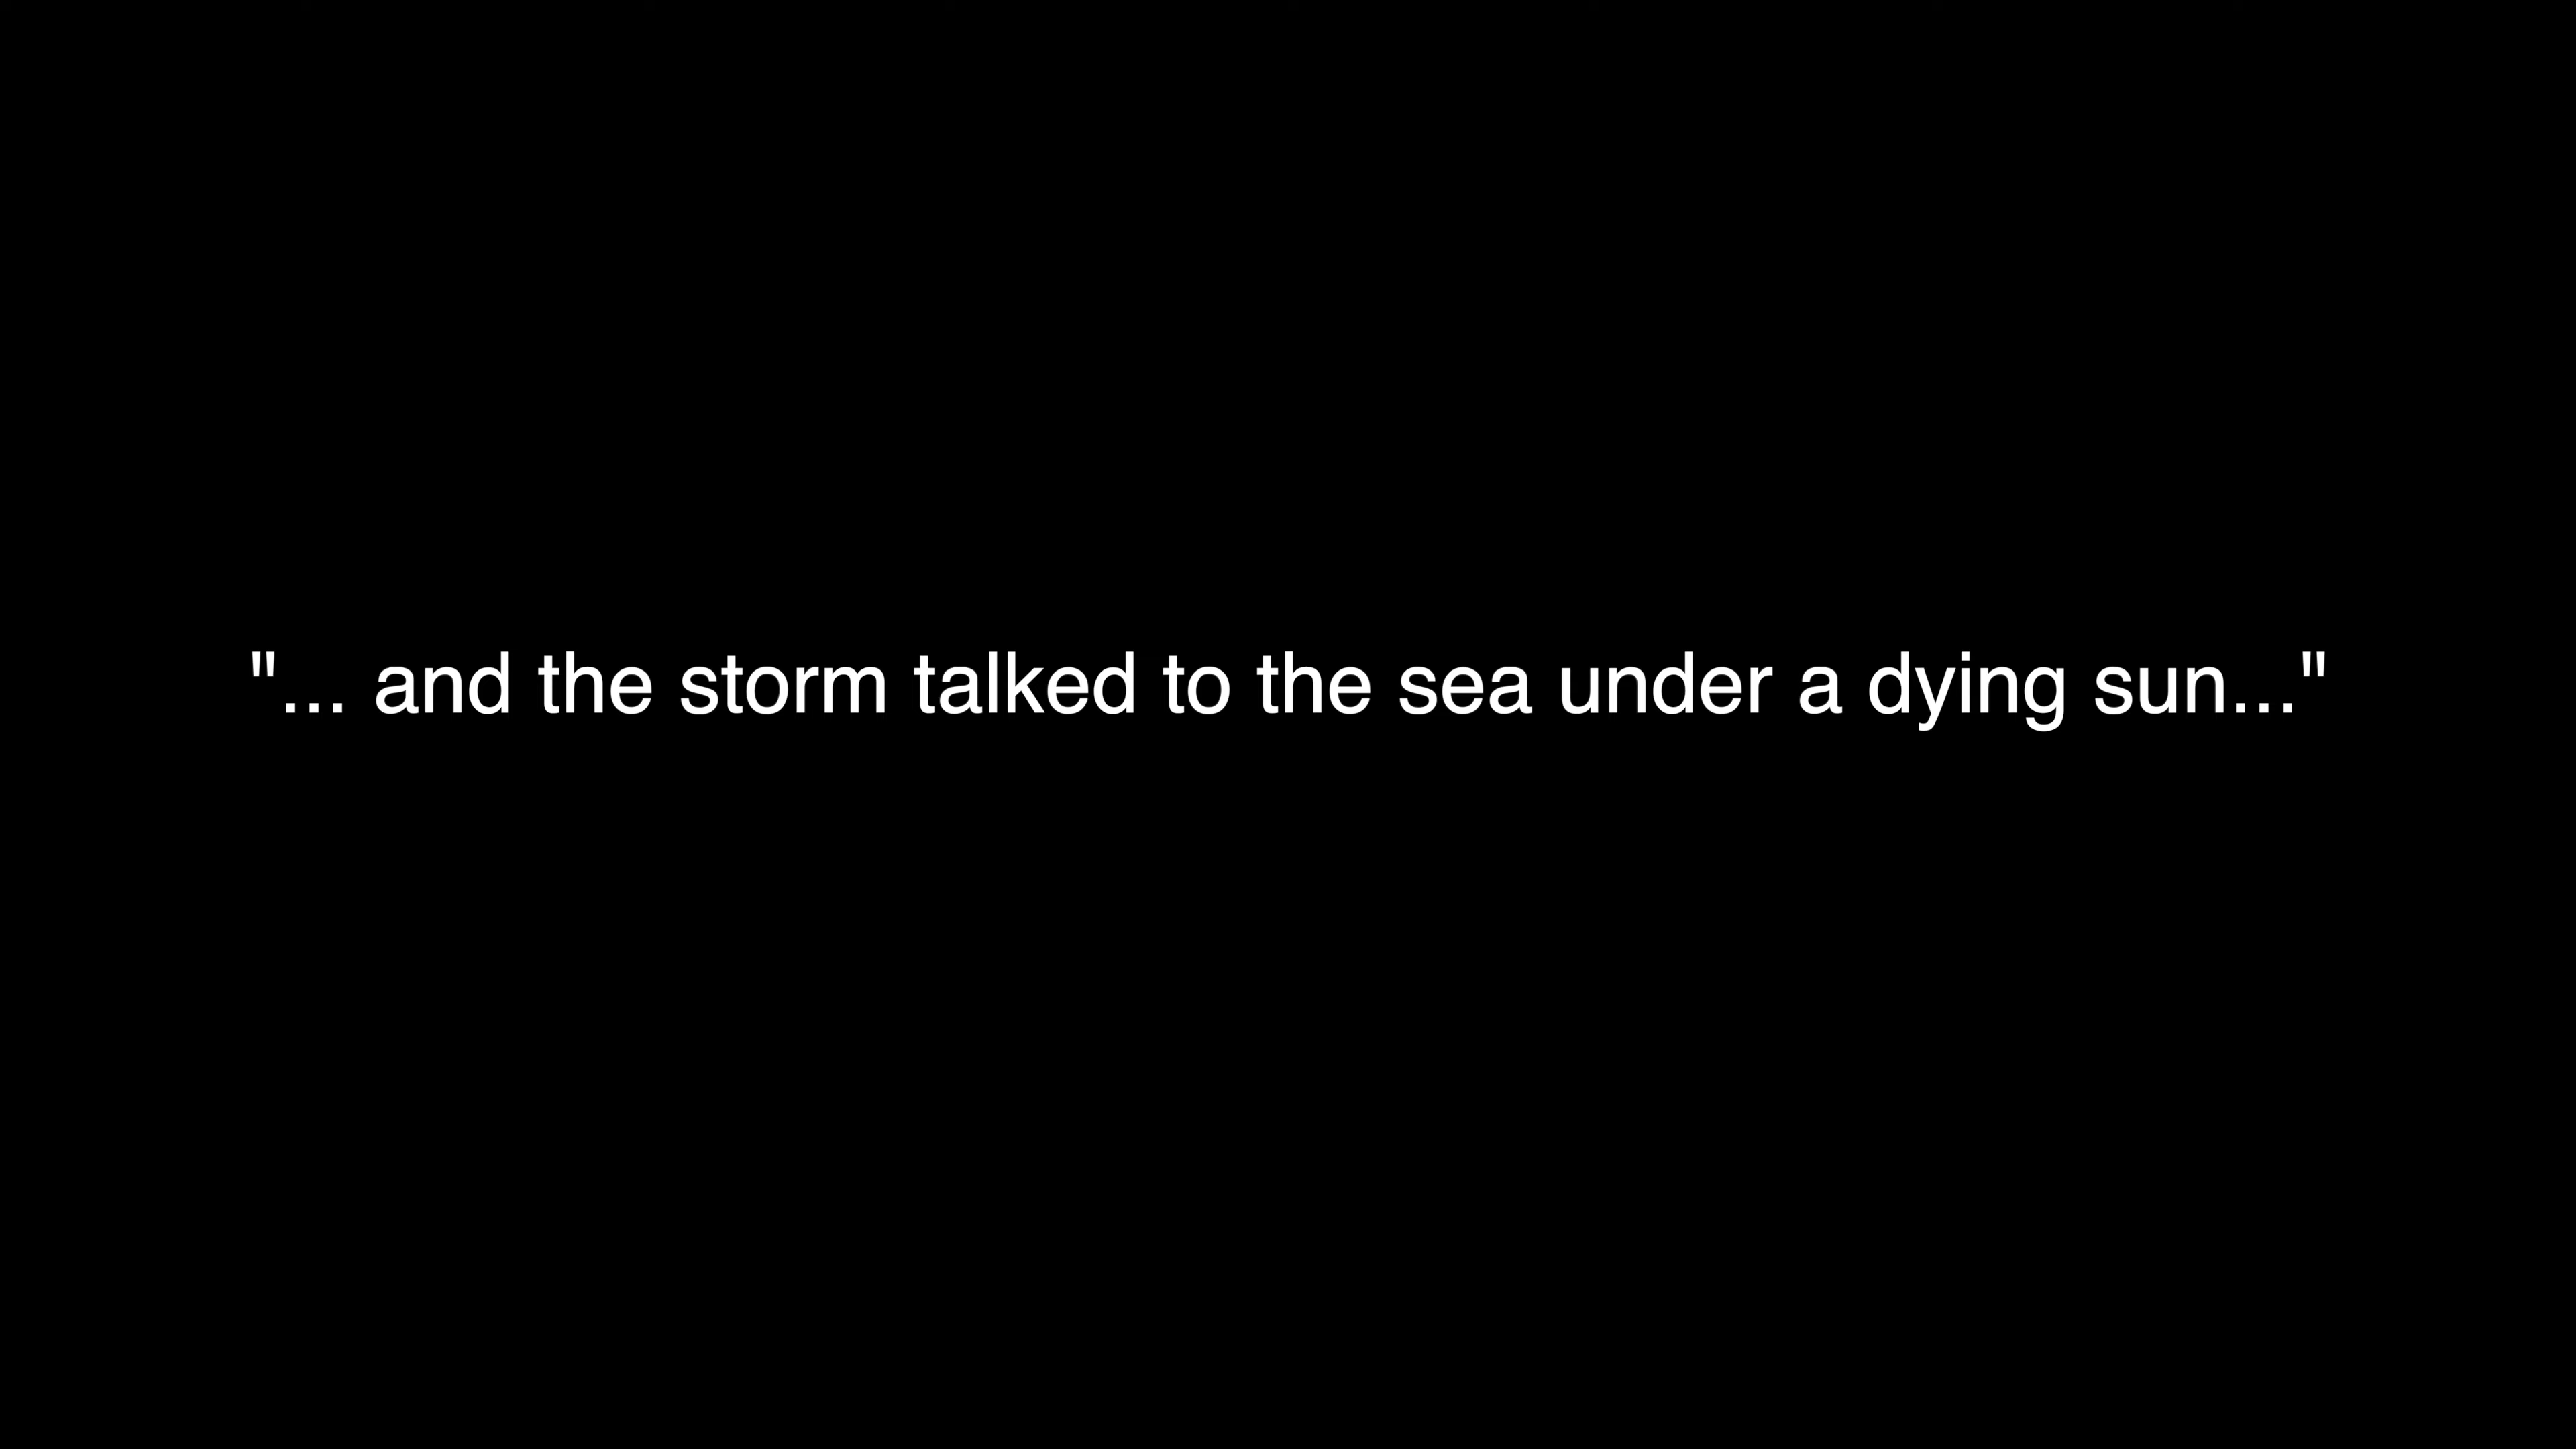 "... and the storm talked to the sea under a dying sun..."